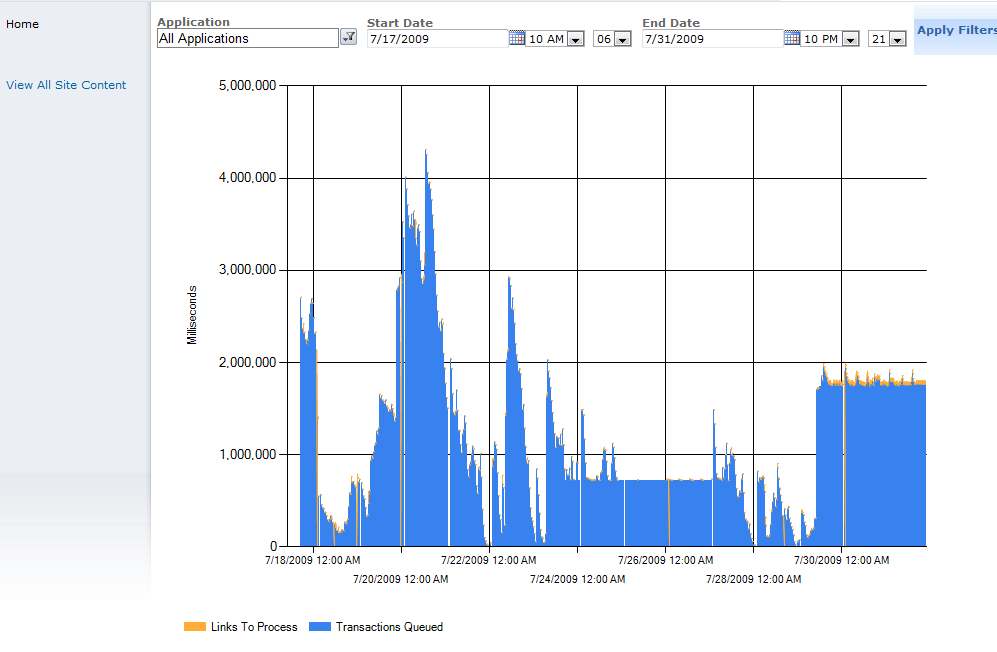 Home
View All Site Content
Application
All Applications
Start Date
7/17/2009
10 AM
06
End Date
7/31/2009
10 PM
21
Apply Filters
5,000,000
4,000,000
3,000,000
2,000,000
1,000,000
0
Milliseconds
7/18/2009 12:00 AM
7/22/2009 12:00 AM
7/26/2009 12:00 AM
7/30/2009 12:00 AM
7/20/2009 12:00 AM
7/24/2009 12:00 AM
7/28/2009 12:00 AM
Links To Process
Transactions Queued